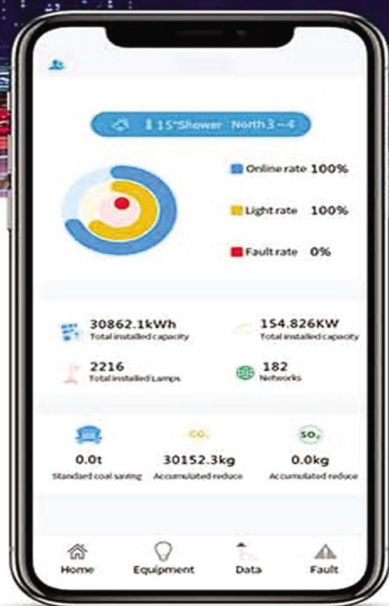 15°Shower North 3~4
Online rate 100%
Light rate 100%
Fault rate 0%
30862.1kWh
Total installed capacity
154.826KW
Total installed capacity
2216
Total installed Lamps
182
Networks
CO₂
SO₂
0.0t
30152.3kg
0.0kg
Standard coal saving
Accumulated reduce
Accumulated reduce
Home
Equipment
Data
Fault